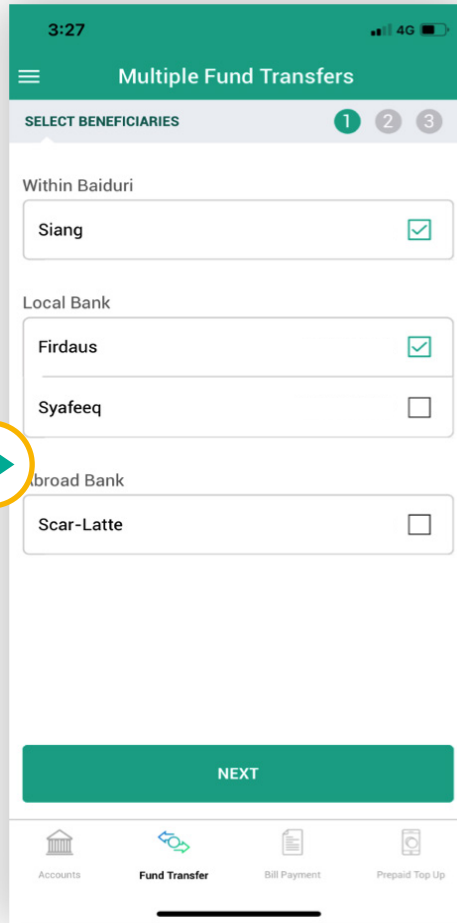 3:27 4G
Multiple Fund Transfers
SELECT BENEFICIARIES 1 2 3
Within Baiduri
Siang
Local Bank
Firdaus
Syafeeq
broad Bank
Scar-Latte
NEXT
Accounts Fund Transfer Bill Payment Prepaid Top Up